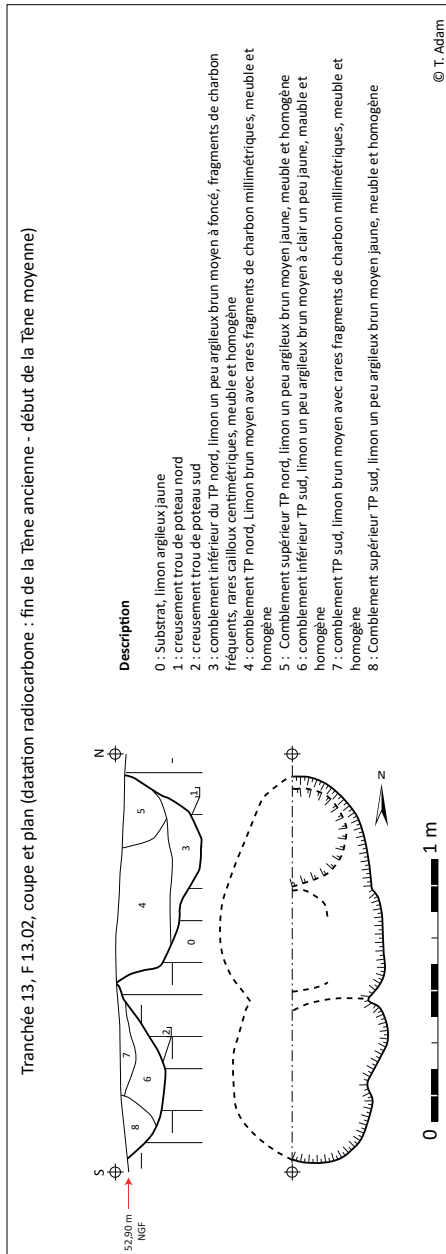 Tranchée 13, F 13.02, coupe et plan (datation radiocarbone : fin de la Tène ancienne - début de la Tène moyenne)
S
N
52,90 m
NGF
8
7
6
2
4
5
3
1
0
N
0
1 m
Description
0 : Substrat, limon argileux jaune
1 : creusement trou de poteau nord
2 : creusement trou de poteau sud
3 : comblement inférieur du TP nord, limon un peu argileux brun moyen à foncé, fragments de charbon
fréquents, rares cailloux centimétriques, meuble et homogène
4 : comblement TP nord, Limon brun moyen avec rares fragments de charbon millimétriques, meuble et
homogène
5 : Comblement supérieur TP nord, limon un peu argileux brun moyen jaune, meuble et homogène
6 : comblement inférieur TP sud, limon un peu argileux brun moyen à clair un peu jaune, mauble et
homogène
7 : comblement TP sud, limon brun moyen avec rares fragments de charbon millimétriques, meuble et
homogène
8 : Comblement supérieur TP sud, limon un peu argileux brun moyen jaune, meuble et homogène
© T. Adam